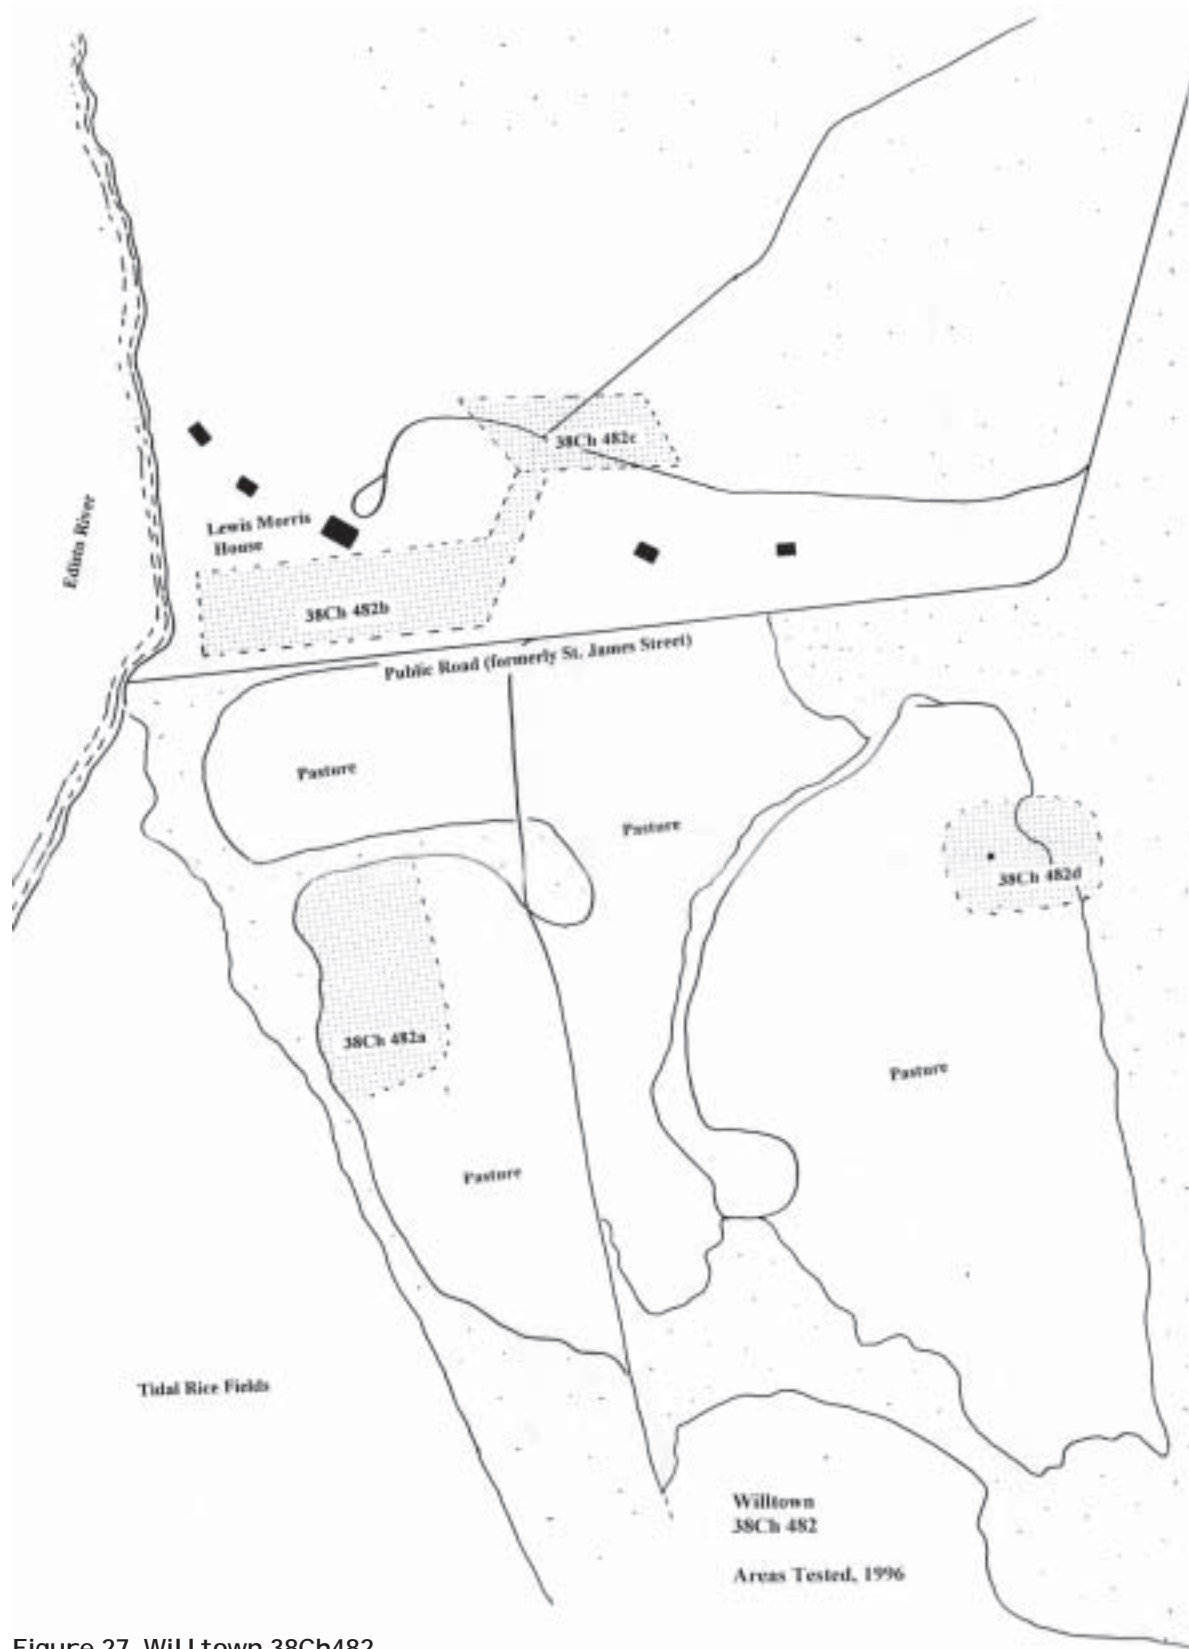 38Ch 482c
Edisto River
Lewis Morris
House
38Ch 482b
Public Road (formerly St. James Street)
Pasture
Pasture
38Ch 482d
38Ch 482a
Pasture
Pasture
Tidal Rice Fields
Willtown
38Ch 482
Areas Tested, 1996
Figure 27. Willtown 38Ch482